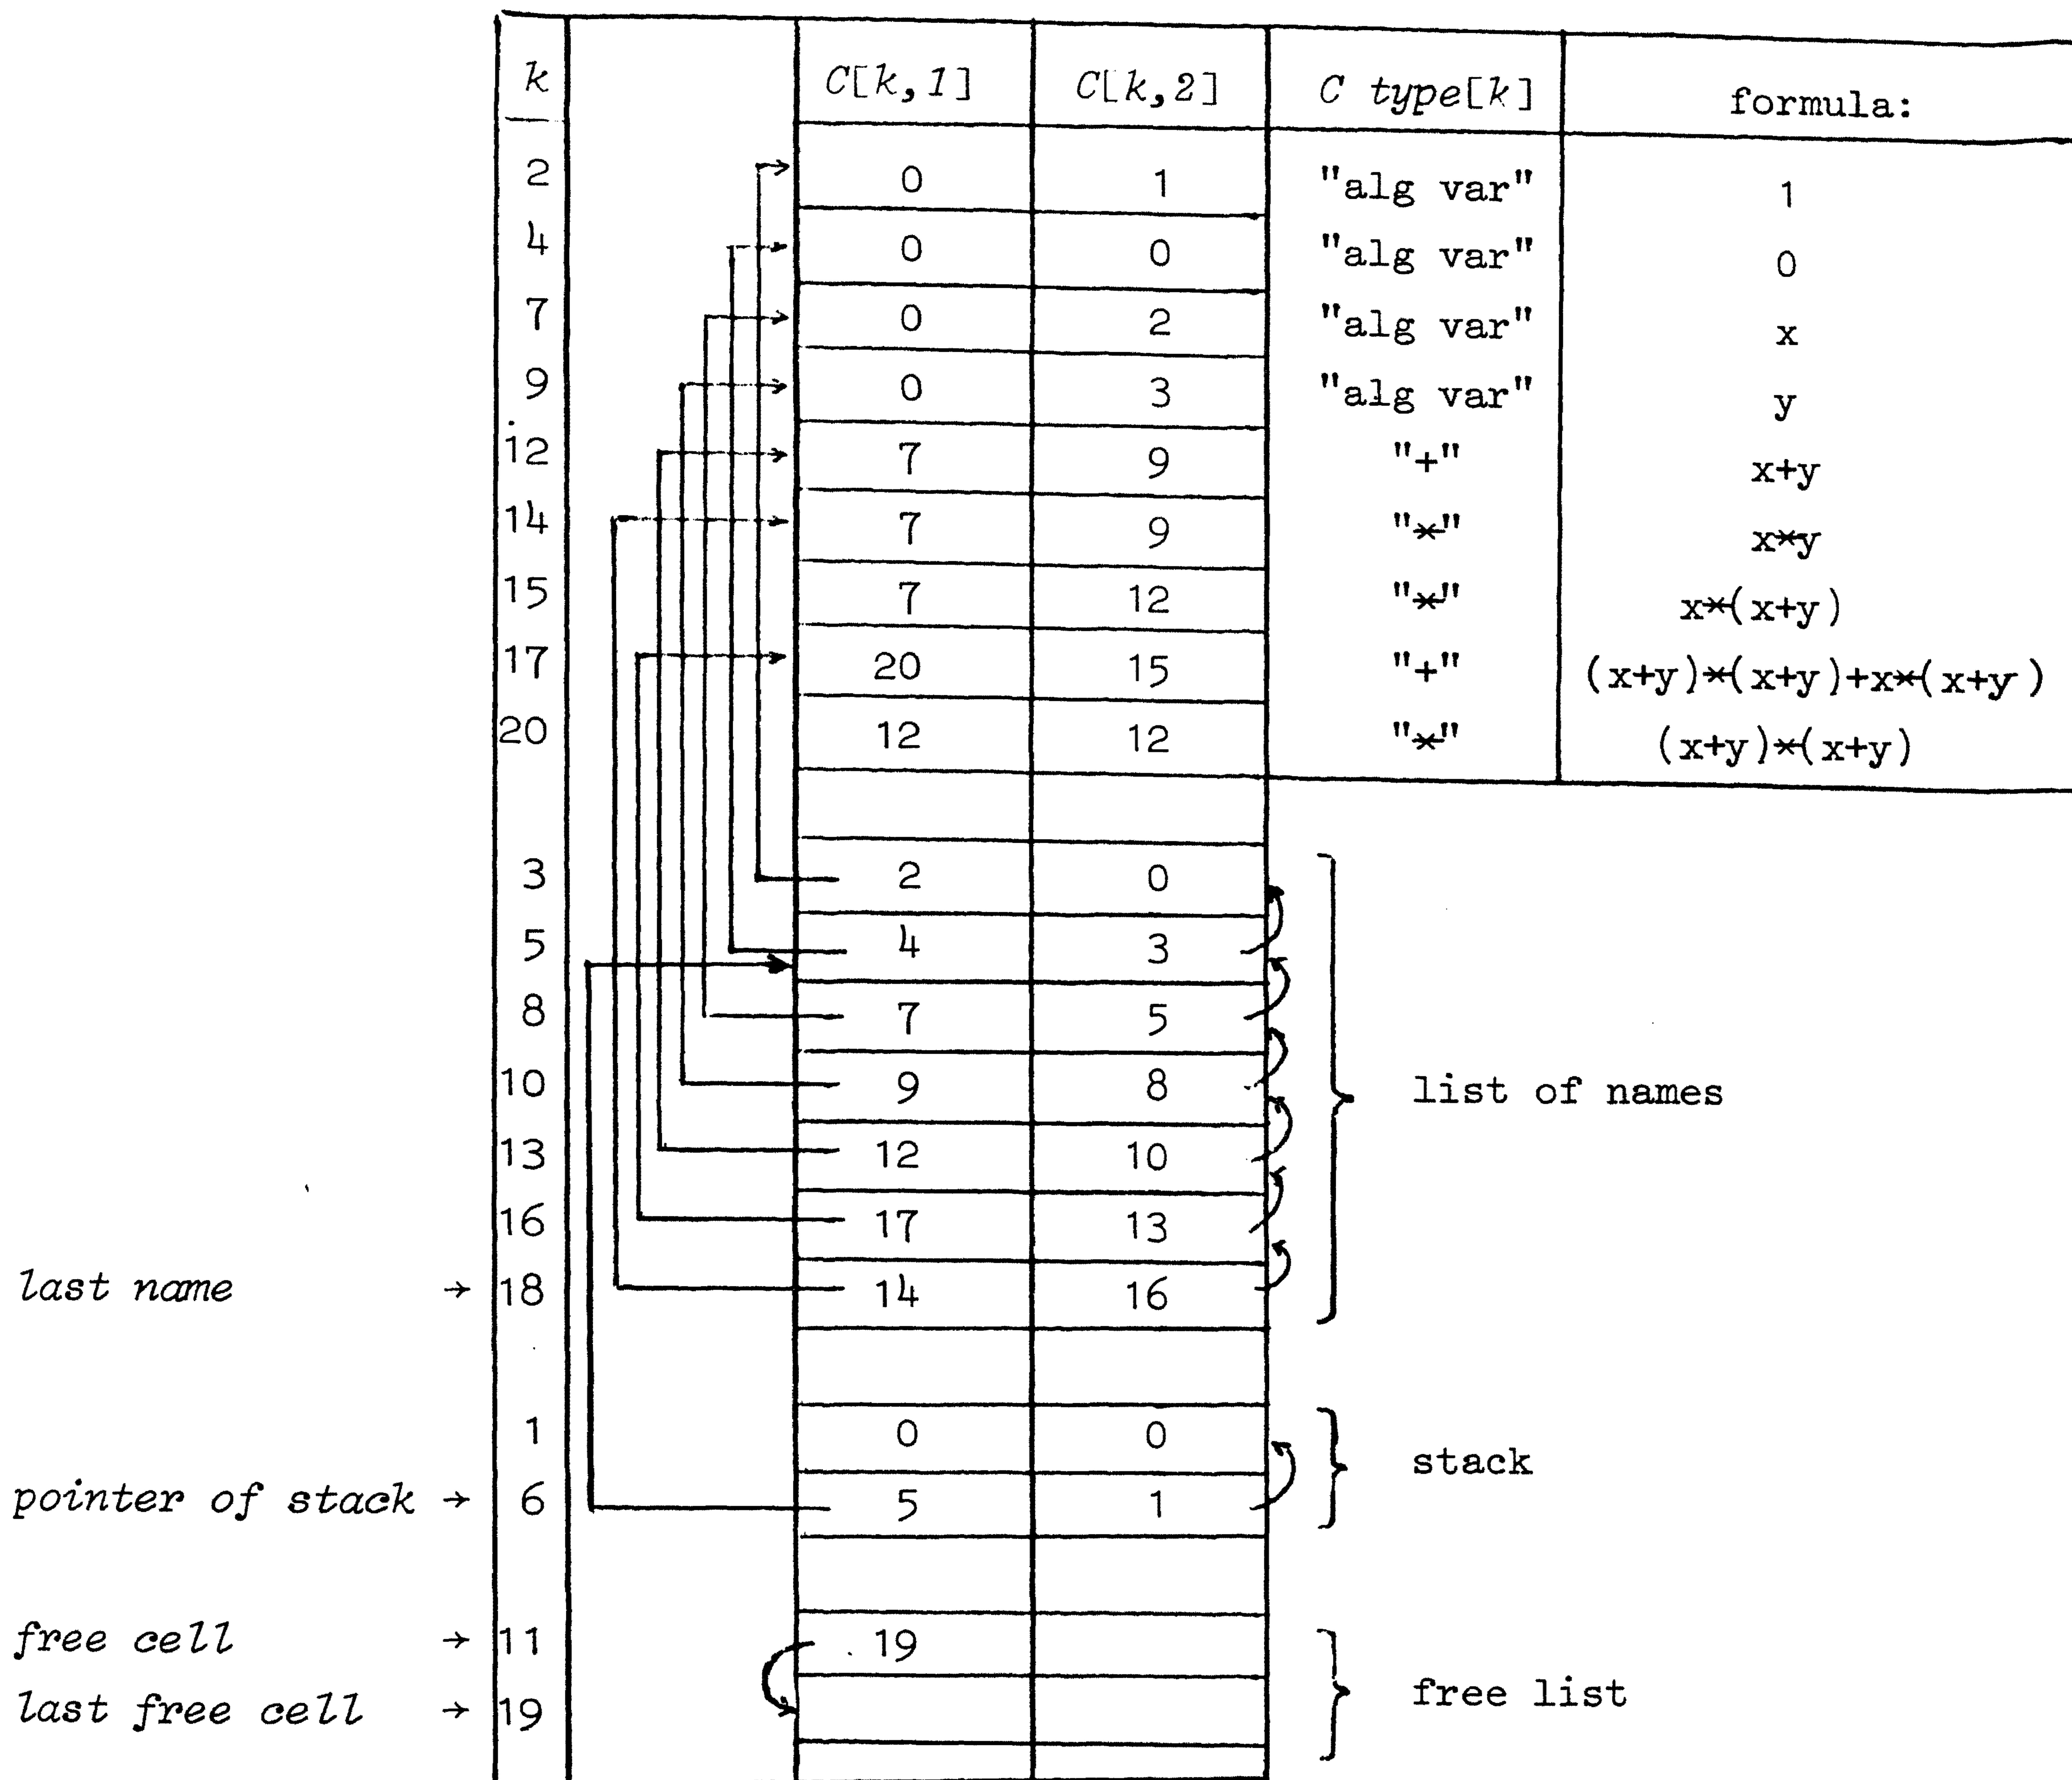 k C[k,1] C[k,2] C type[k] formula:
2 0 1 "alg var" 1
4 0 0 "alg var" 0
7 0 2 "alg var" x
9 0 3 "alg var" y
12 7 9 "+" x+y
14 7 9 "*" x*y
15 7 12 "*" x*(x+y)
17 20 15 "+" (x+y)*(x+y)+x*(x+y)
20 12 12 "*" (x+y)*(x+y)
3 2 0
5 4 3
8 7 5
10 9 8
list of names
13 12 10
16 17 13
last name → 18 14 16
1 0 0
stack
pointer of stack → 6 5 1
free cell → 11 19
last free cell → 19
free list